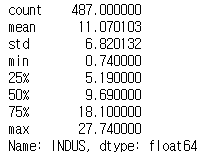 count    487.000000
mean      11.070103
std        6.820132
min        0.740000
25%        5.190000
50%        9.690000
75%       18.100000
max       27.740000
Name: INDUS, dtype: float64